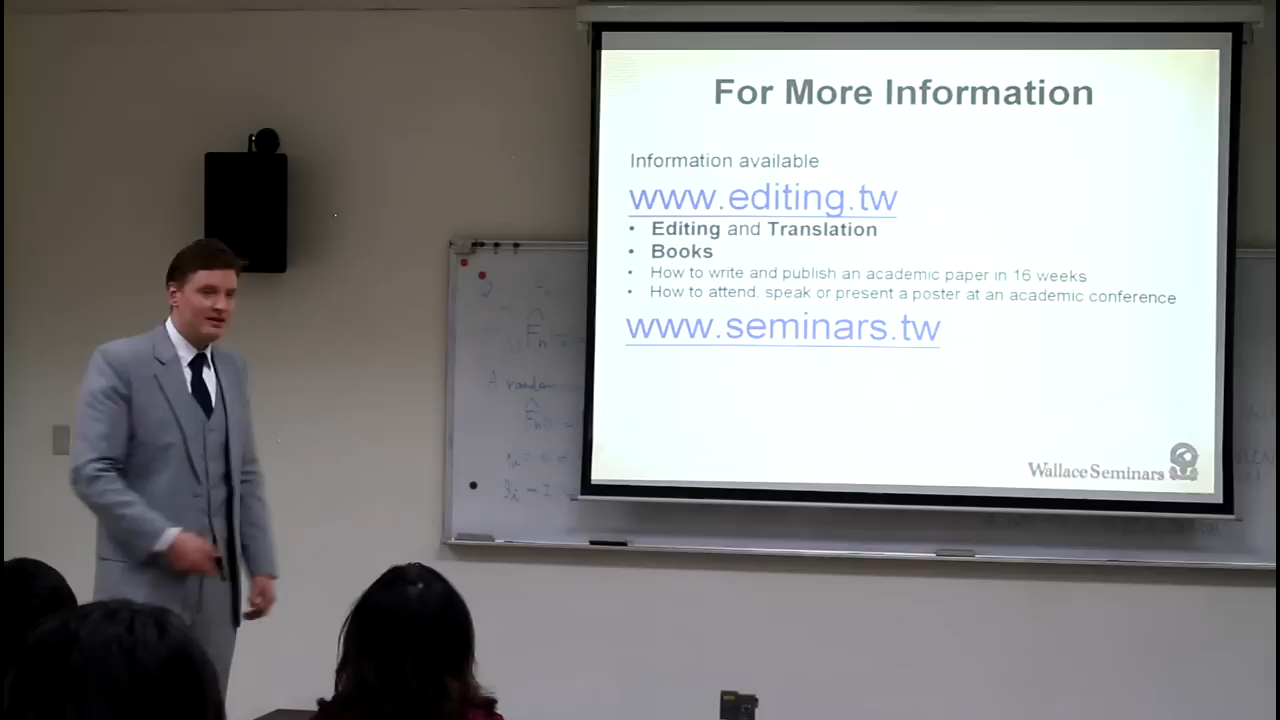 For More Information
Information available
www.editing.tw
• Editing and Translation
• Books
• How to write and publish an academic paper in 16 weeks
• How to attend, speak or present a poster at an academic conference
www.seminars.tw
Wallace Seminars
A random